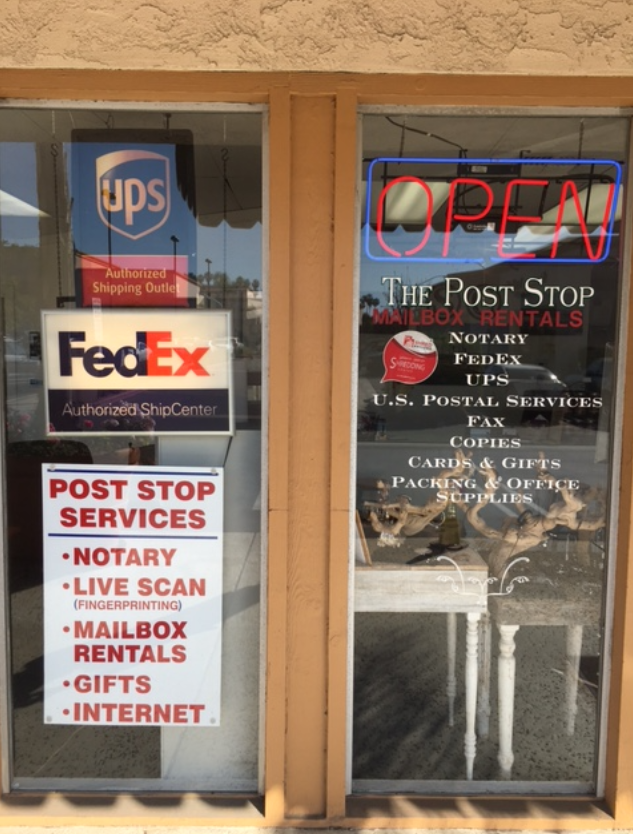 ups
Authorized
Shipping Outlet
FedEx
Authorized ShipCenter
POST STOP
SERVICES
• NOTARY
• LIVE SCAN
(FINGERPRINTING)
• MAILBOX
RENTALS
• GIFTS
• INTERNET
OPEN
THE POST STOP
MAILBOX RENTALS
NOTARY
FEDEX
UPS
U.S. POSTAL SERVICES
FAX
COPIES
CARDS & GIFTS
PACKING & OFFICE
SUPPLIES
SHREDDING